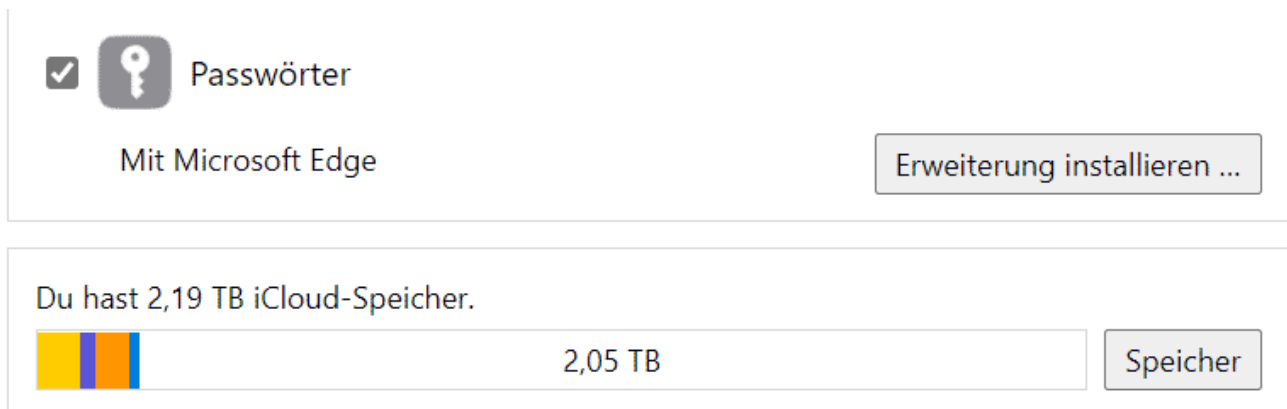 Passwörter
Mit Microsoft Edge
Erweiterung installieren ...
Du hast 2,19 TB iCloud-Speicher.
2,05 TB
Speicher